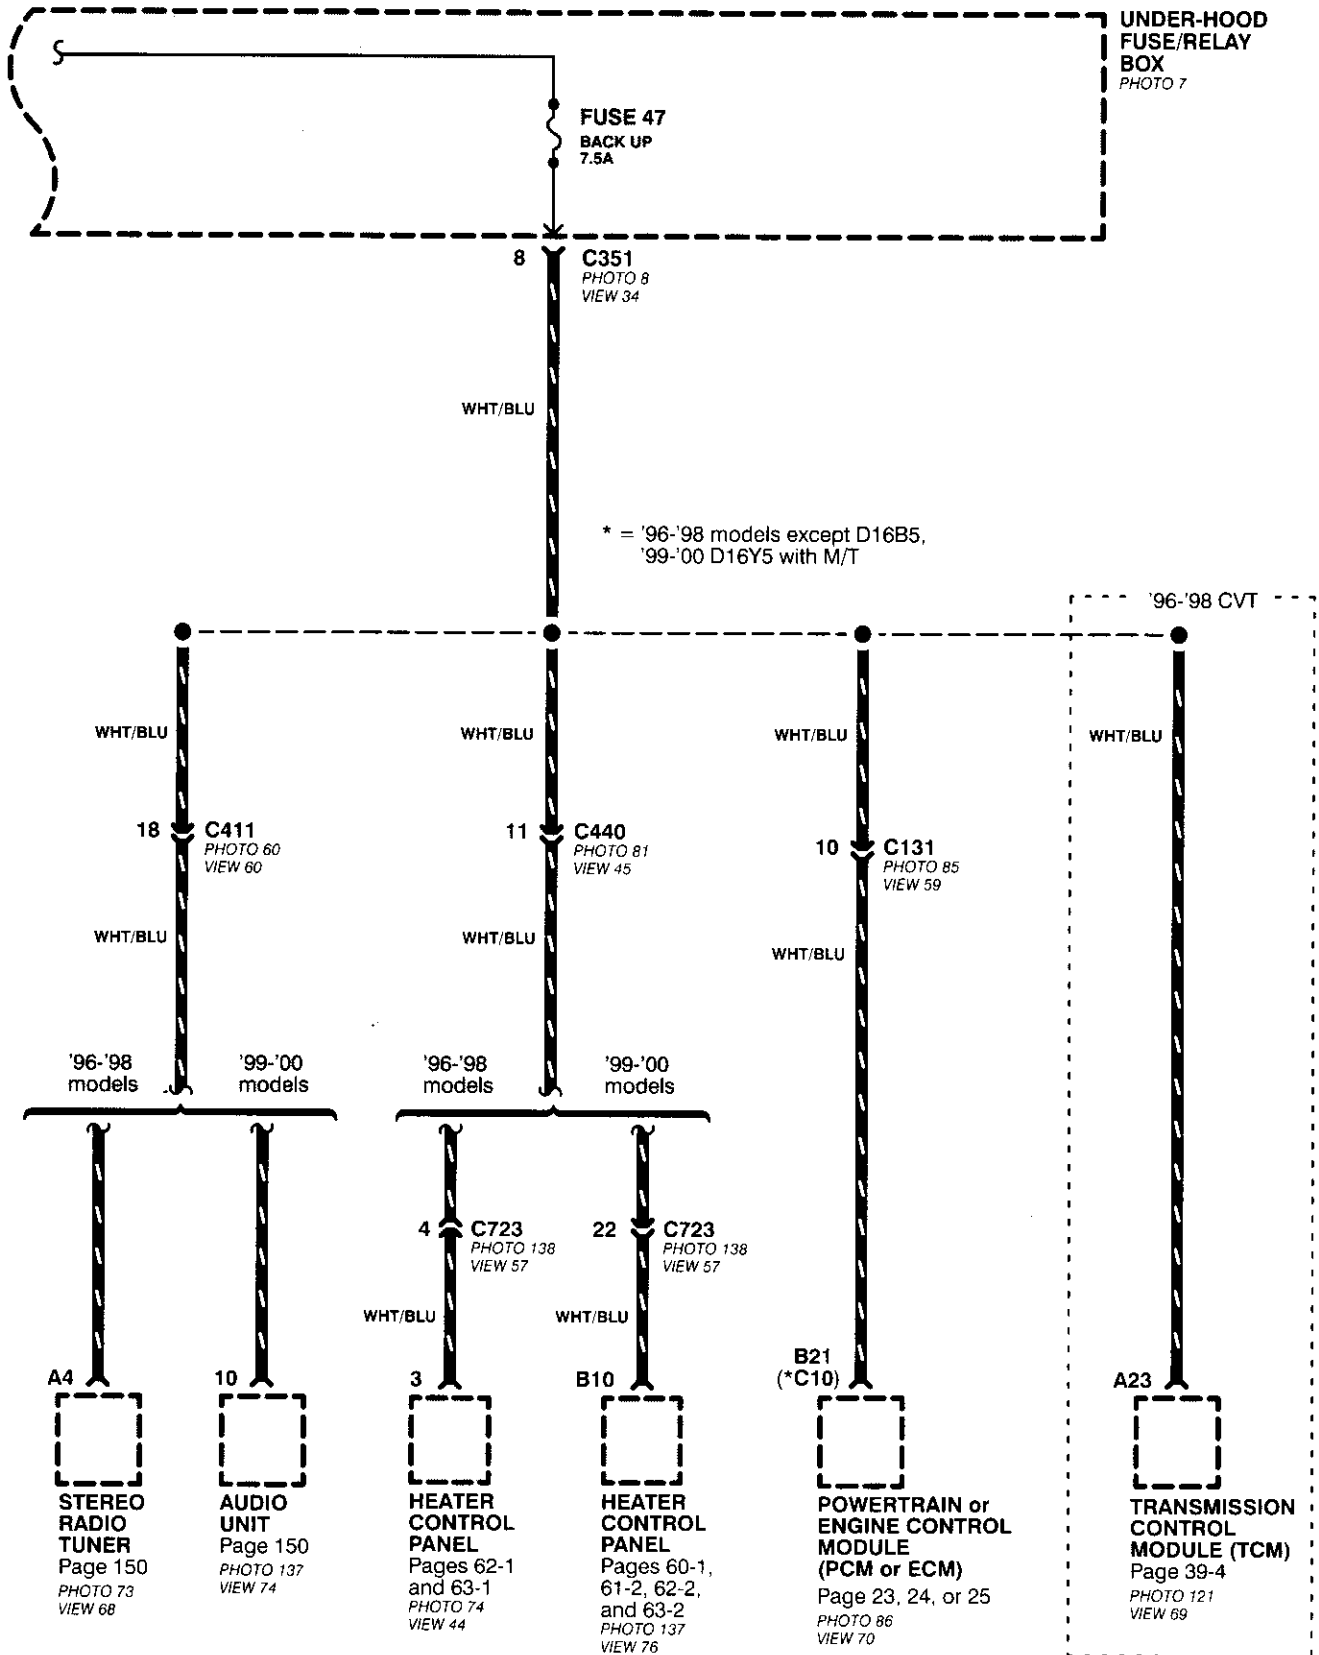 UNDER-HOOD
FUSE/RELAY
BOX
PHOTO 7
FUSE 47
BACK UP
7.5A
8
C351
PHOTO 8
VIEW 34
WHT/BLU
* = '96-'98 models except D16B5,
'99-'00 D16Y5 with M/T
'96-'98 CVT
WHT/BLU
WHT/BLU
WHT/BLU
WHT/BLU
18
C411
PHOTO 60
VIEW 60
11
C440
PHOTO 81
VIEW 45
10
C131
PHOTO 85
VIEW 59
WHT/BLU
WHT/BLU
WHT/BLU
'96-'98
models
'99-'00
models
'96-'98
models
'99-'00
models
4
C723
PHOTO 138
VIEW 57
22
C723
PHOTO 138
VIEW 57
WHT/BLU
WHT/BLU
A4
10
3
B10
B21
(*C10)
A23
STEREO
RADIO
TUNER
Page 150
PHOTO 73
VIEW 68
AUDIO
UNIT
Page 150
PHOTO 137
VIEW 74
HEATER
CONTROL
PANEL
Pages 62-1
and 63-1
PHOTO 74
VIEW 44
HEATER
CONTROL
PANEL
Pages 60-1,
61-2, 62-2,
and 63-2
PHOTO 137
VIEW 76
POWERTRAIN or
ENGINE CONTROL
MODULE
(PCM or ECM)
Page 23, 24, or 25
PHOTO 86
VIEW 70
TRANSMISSION
CONTROL
MODULE (TCM)
Page 39-4
PHOTO 121
VIEW 69